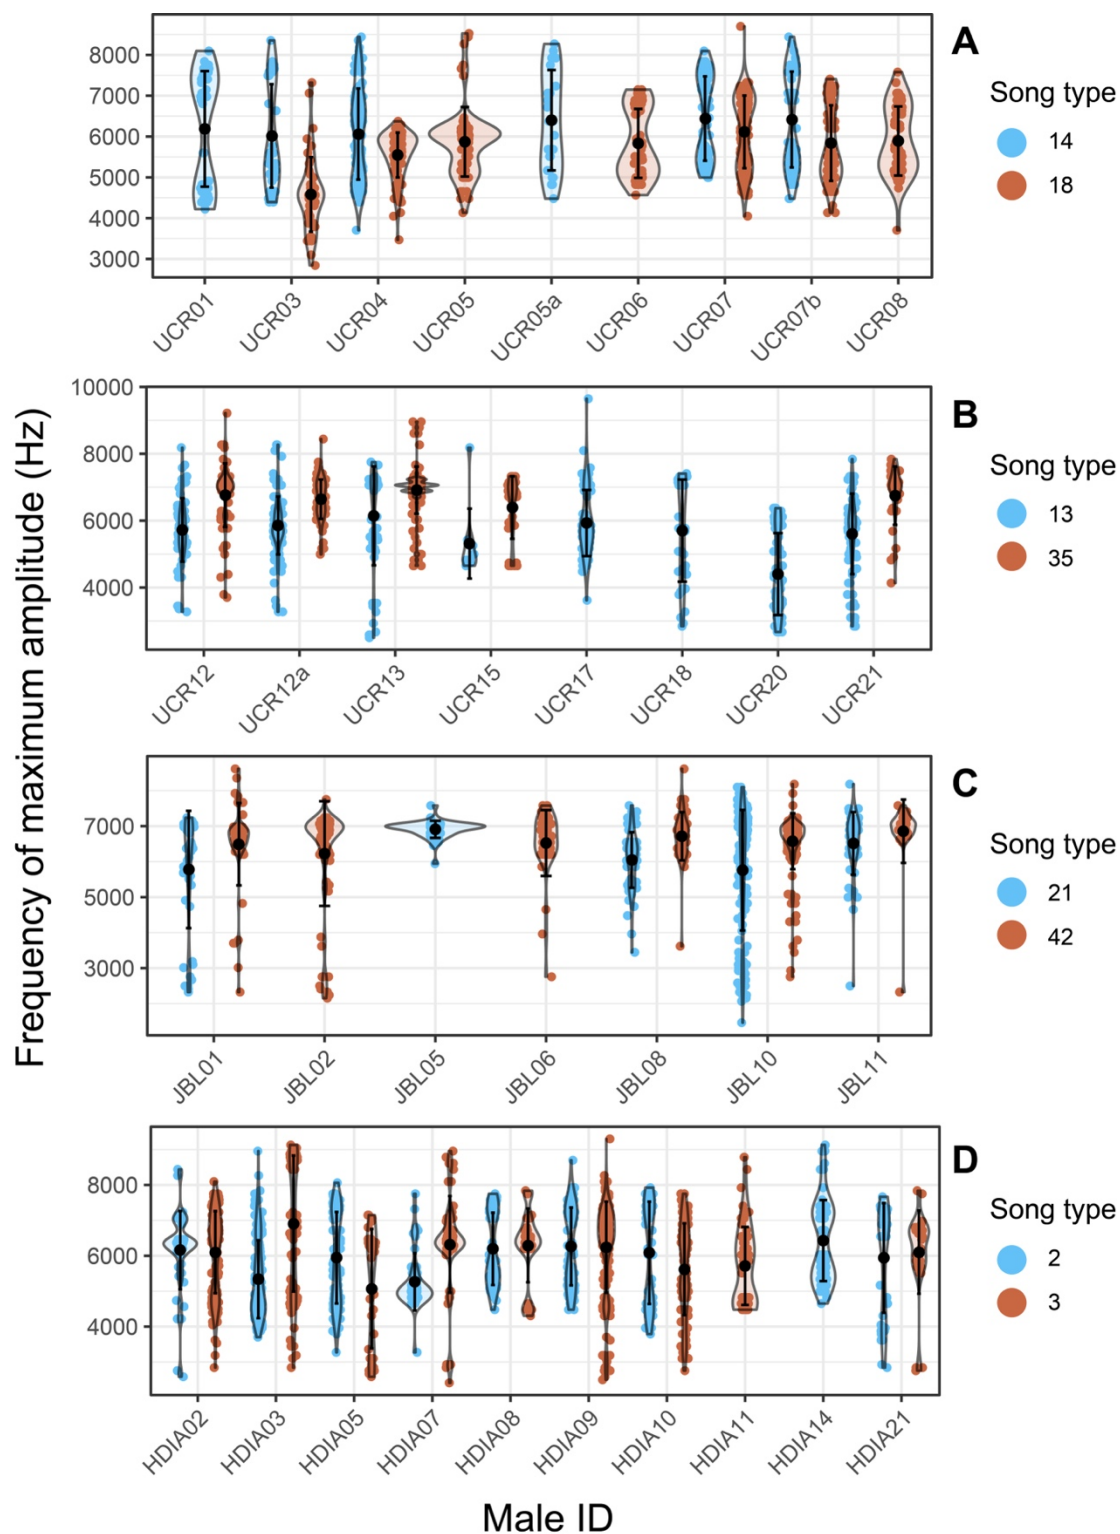 Frequency of maximum amplitude (Hz)
A
8000
7000
6000
5000
4000
3000
Song type
14
18
UCR01
UCR03
UCR04
UCR05
UCR05a
UCR06
UCR07
UCR07b
UCR08
B
10000
8000
6000
4000
Song type
13
35
UCR12
UCR12a
UCR13
UCR15
UCR17
UCR18
UCR20
UCR21
C
7000
5000
3000
Song type
21
42
JBL01
JBL02
JBL05
JBL06
JBL08
JBL10
JBL11
D
8000
6000
4000
Song type
2
3
HDIA02
HDIA03
HDIA05
HDIA07
HDIA08
HDIA09
HDIA10
HDIA11
HDIA14
HDIA21
Male ID